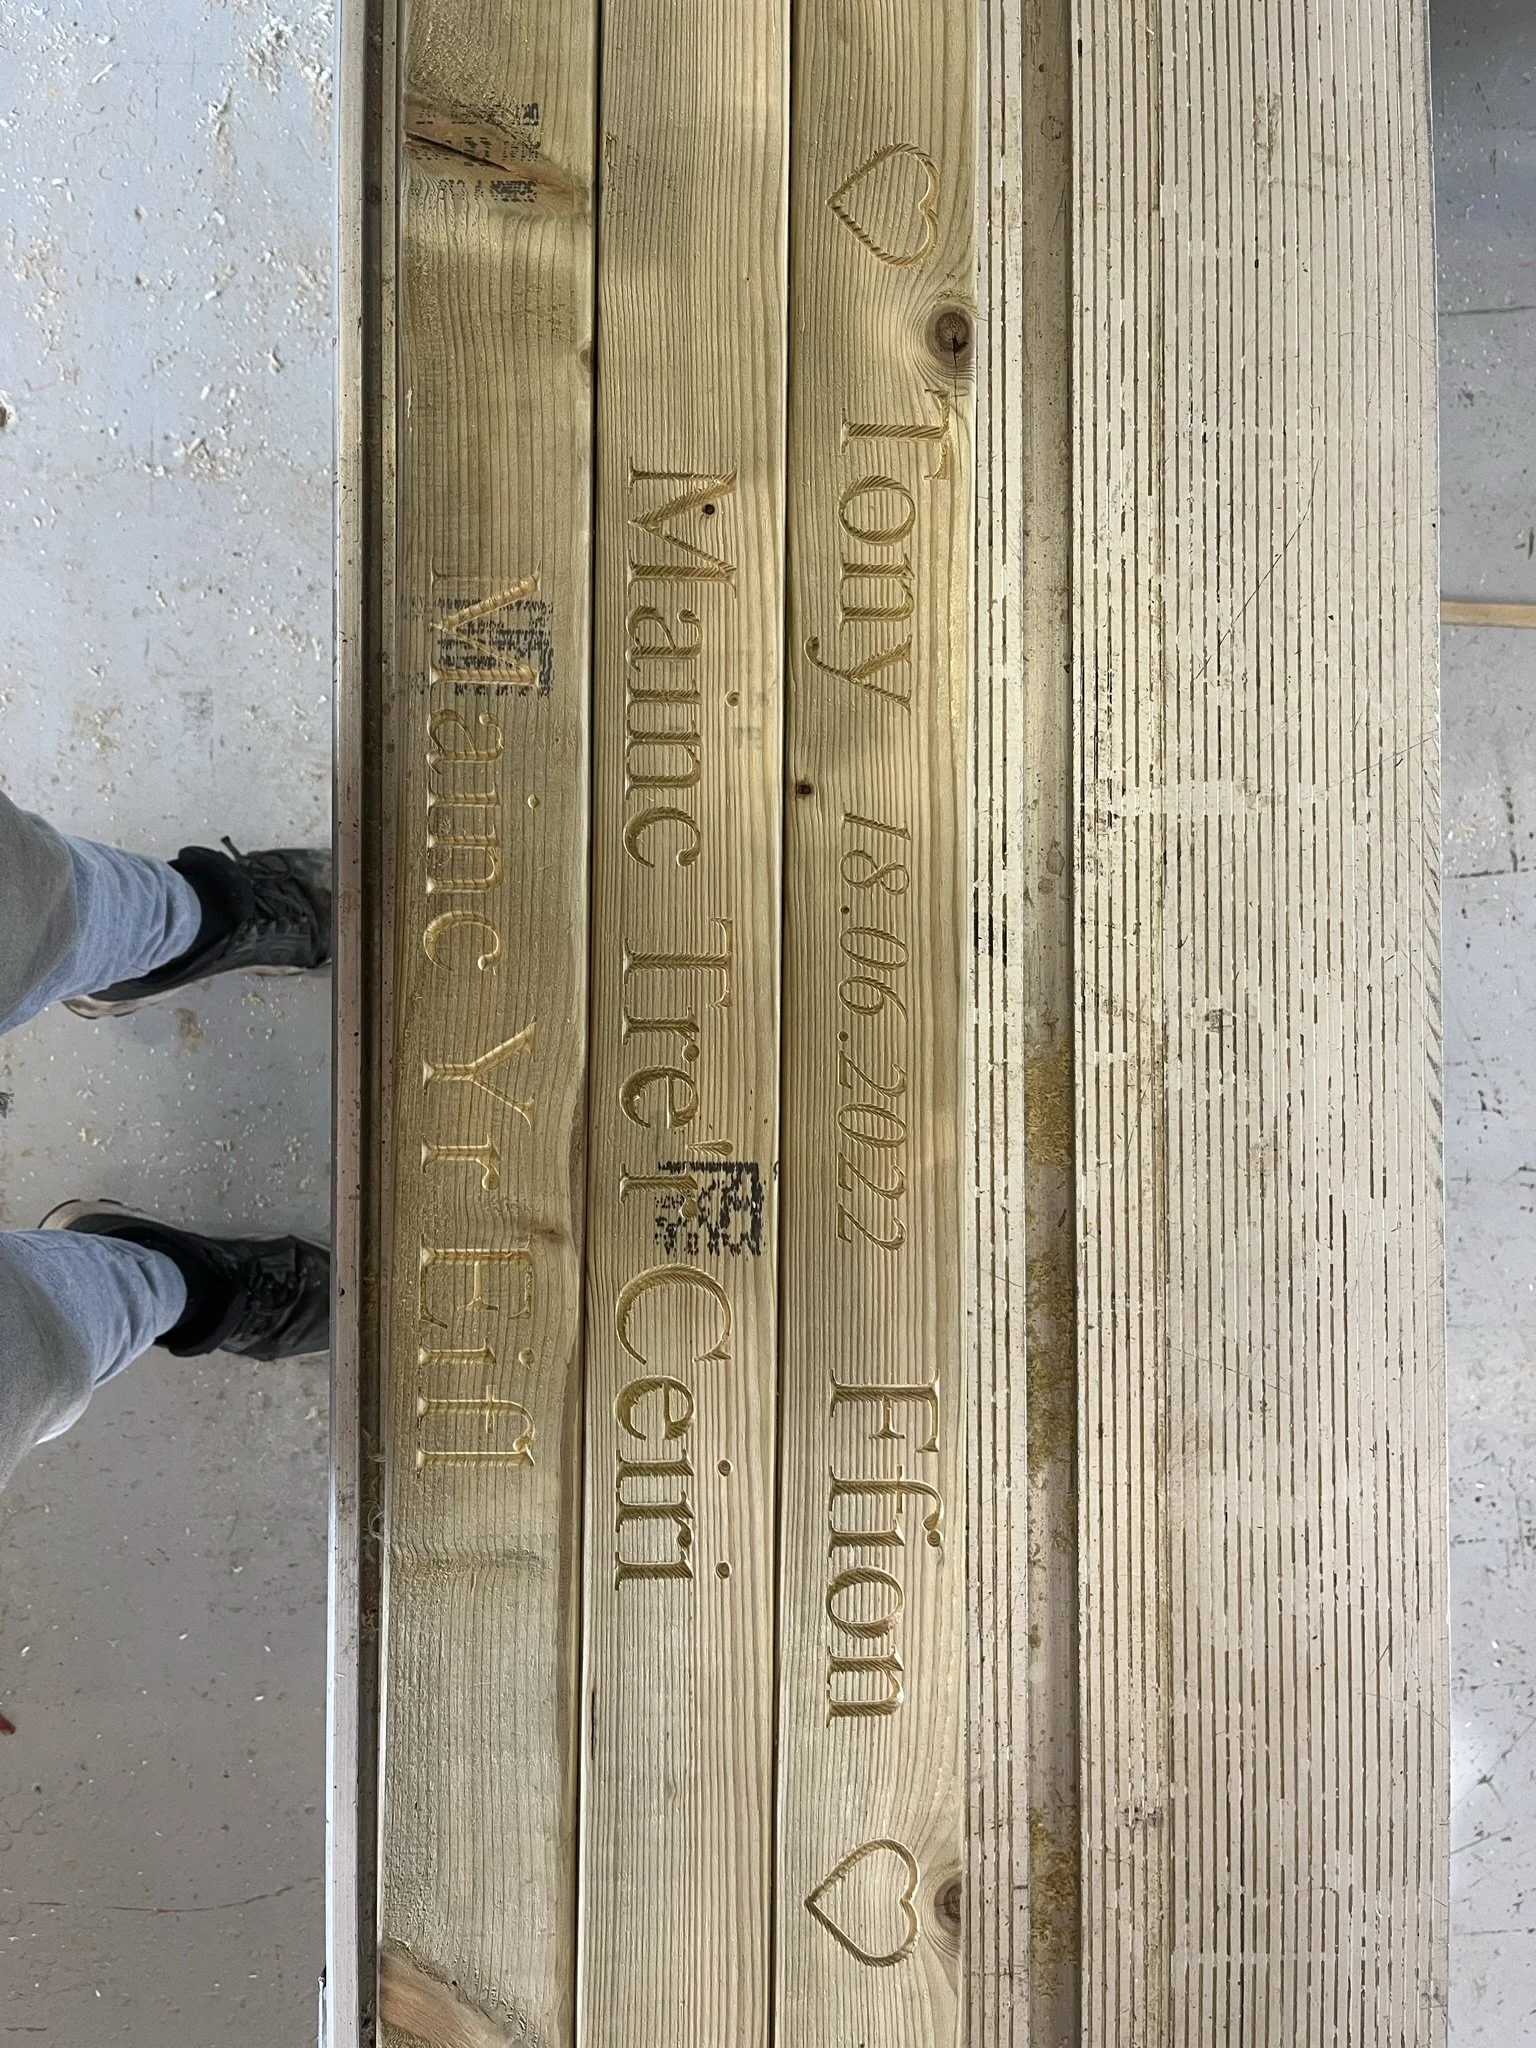 ♡ Tony 18.06.2022 Ffion ♡
Mainc Tre'r Ceiri
Mainc Yr Eifl